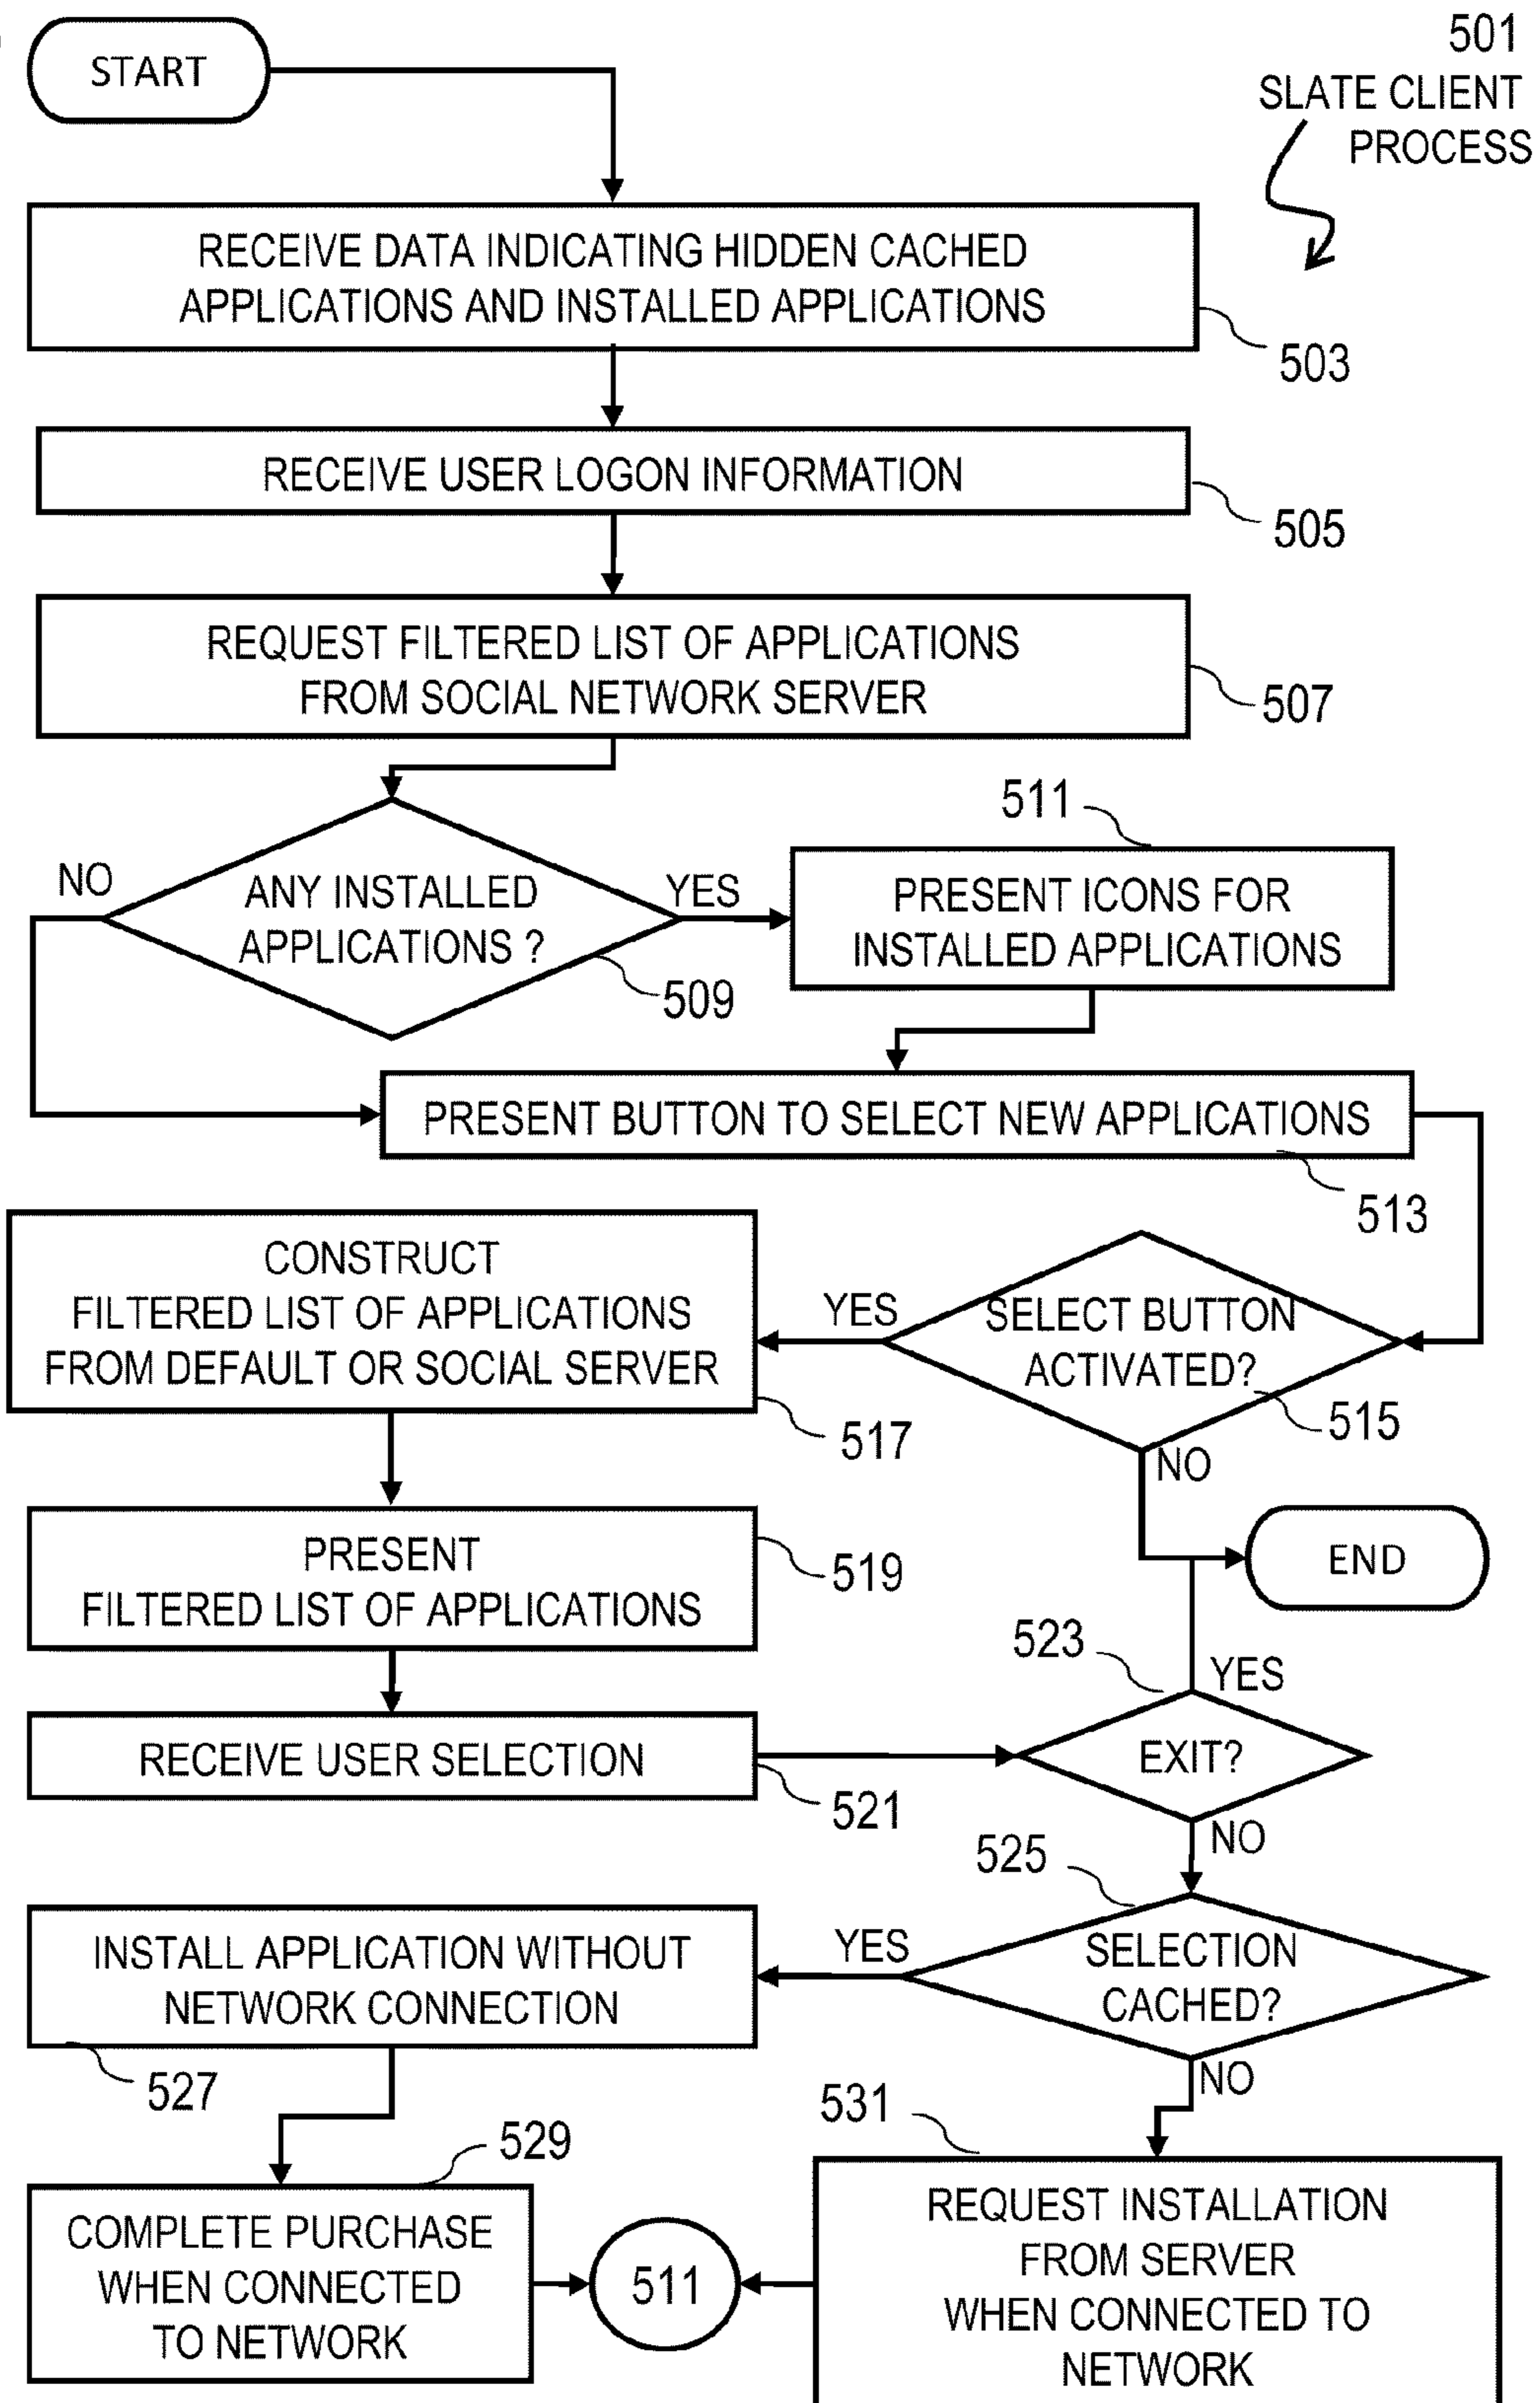 START
501
SLATE CLIENT
PROCESS
RECEIVE DATA INDICATING HIDDEN CACHED
APPLICATIONS AND INSTALLED APPLICATIONS
503
RECEIVE USER LOGON INFORMATION
505
REQUEST FILTERED LIST OF APPLICATIONS
FROM SOCIAL NETWORK SERVER
507
NO
ANY INSTALLED
APPLICATIONS ?
YES
509
511
PRESENT ICONS FOR
INSTALLED APPLICATIONS
PRESENT BUTTON TO SELECT NEW APPLICATIONS
513
SELECT BUTTON
ACTIVATED?
515
YES
NO
CONSTRUCT
FILTERED LIST OF APPLICATIONS
FROM DEFAULT OR SOCIAL SERVER
517
END
PRESENT
FILTERED LIST OF APPLICATIONS
519
RECEIVE USER SELECTION
521
523
YES
EXIT?
NO
525
SELECTION
CACHED?
YES
NO
INSTALL APPLICATION WITHOUT
NETWORK CONNECTION
527
529
COMPLETE PURCHASE
WHEN CONNECTED
TO NETWORK
511
531
REQUEST INSTALLATION
FROM SERVER
WHEN CONNECTED TO
NETWORK